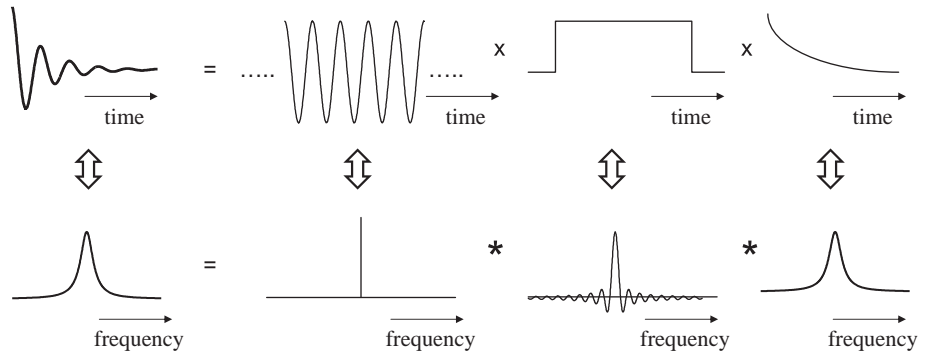 = ..... ..... x x
time time time time
= * *
frequency frequency frequency frequency